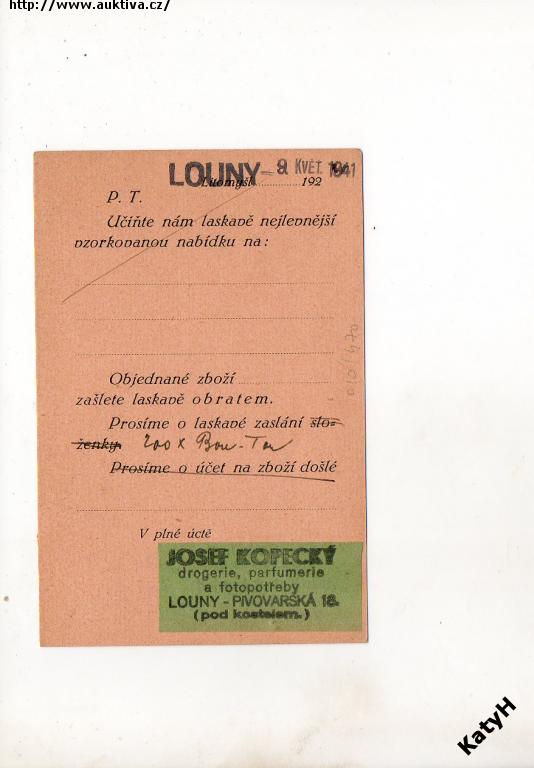 http://www.auktiva.cz/
LOUNY - 9. KVĚT. 1941
Litomyšl 192
P. T.
Učiňte nám laskavě nejlevnější
vzorkovanou nabídku na:
Objednané zboží
zašlete laskavě obratem.
Prosíme o laskavé zaslání slo=
ženky 200 x Bon-Ton
Prosíme o účet na zboží došlé
V plné úctě
JOSEF KOPECKÝ
drogerie, parfumerie
a fotopotřeby
LOUNY - PIVOVARSKÁ 18.
(pod kostelem.)
KatyH